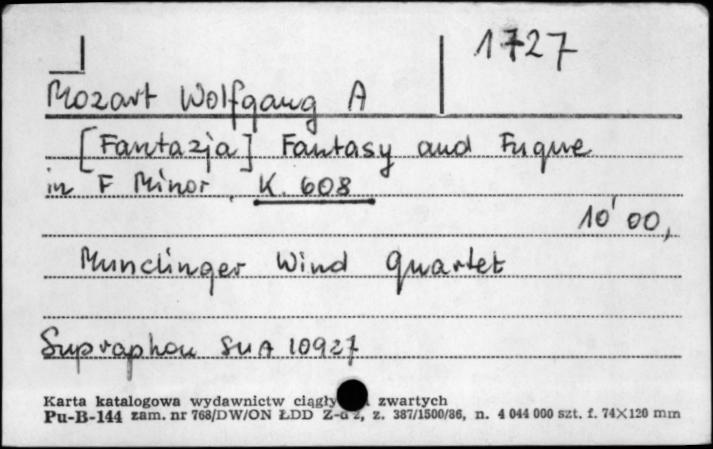 1727
Mozart Wolfgang A
[Fantazja] Fantasy and Fugue
in F Minor, K. 608
10'00,
Munclinger Wind Quartet
Supraphon SUA 10927
Karta katalogowa wydawnictw ciągły zwartych
Pu-B-144 zam. nr 768/DW/ON ŁDD z. 387/1500/86, n. 4 044 000 szt. f. 74×120 mm